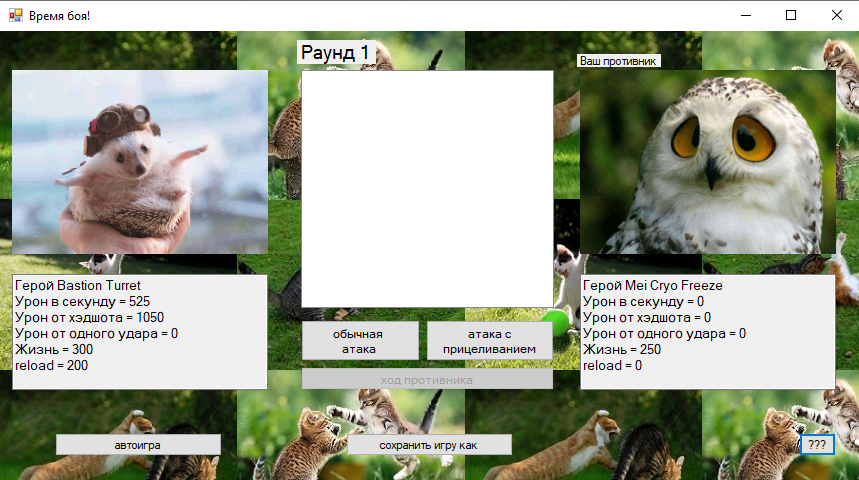 Время боя!
Раунд 1
Ваш противник
Герой Bastion Turret
Урон в секунду = 525
Урон от хэдшота = 1050
Урон от одного удара = 0
Жизнь = 300
reload = 200
обычная
атака
атака с
прицеливанием
ход противника
Герой Mei Cryo Freeze
Урон в секунду = 0
Урон от хэдшота = 0
Урон от одного удара = 0
Жизнь = 250
reload = 0
автоигра
сохранить игру как
???